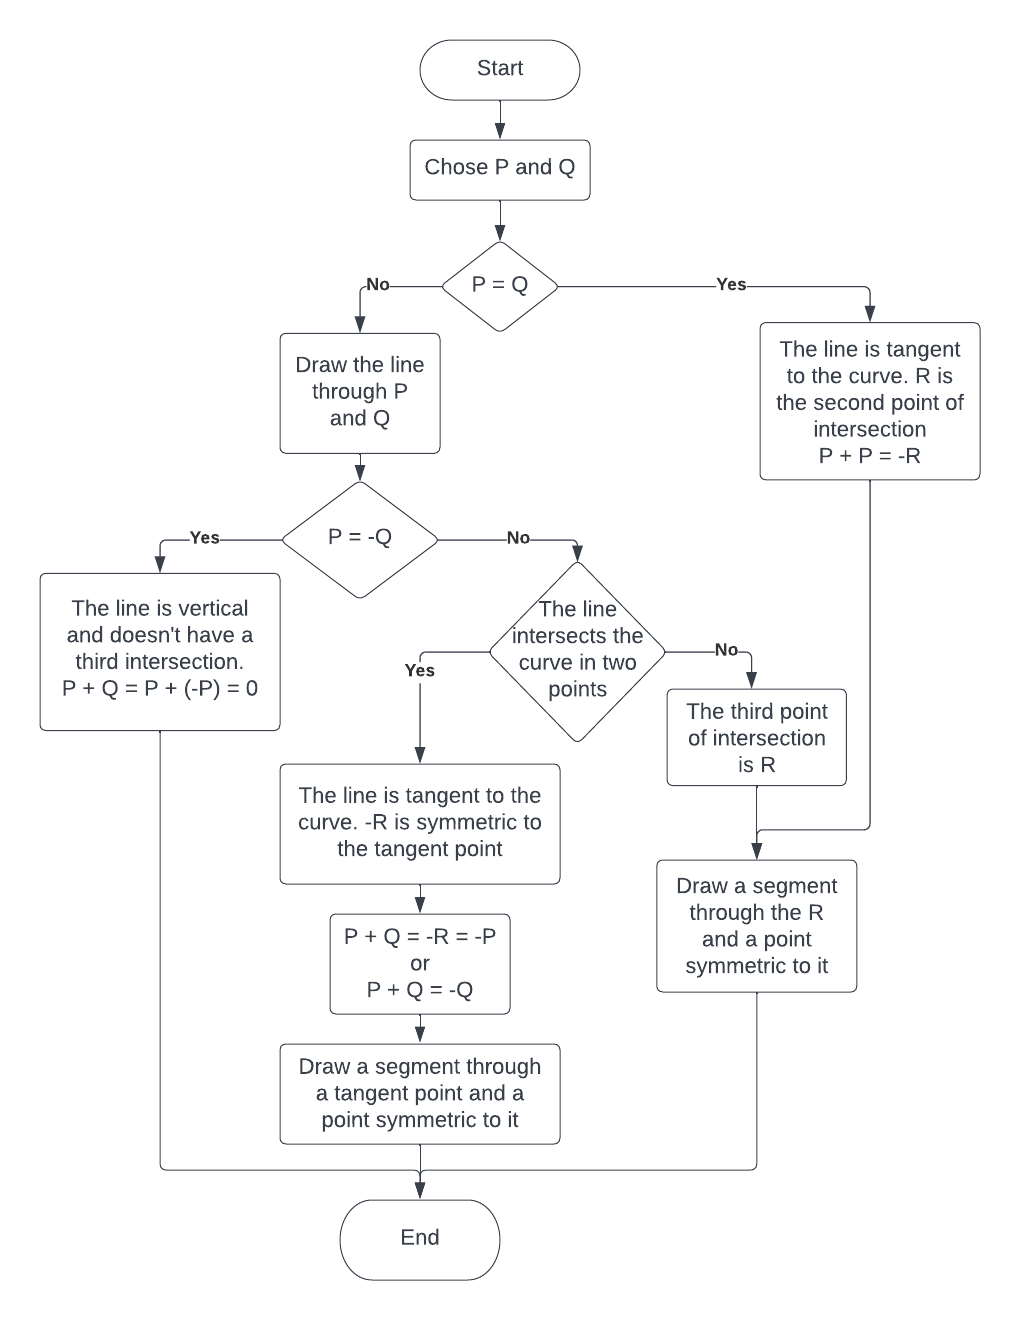 Start
Chose P and Q
P = Q
No
Yes
Draw the line
through P
and Q
The line is tangent
to the curve. R is
the second point of
intersection
P + P = -R
P = -Q
Yes
No
The line is vertical
and doesn't have a
third intersection.
P + Q = P + (-P) = 0
The line
intersects the
curve in two
points
Yes
No
The third point
of intersection
is R
The line is tangent to the
curve. -R is symmetric to
the tangent point
Draw a segment
through the R
and a point
symmetric to it
P + Q = -R = -P
or
P + Q = -Q
Draw a segment through
a tangent point and a
point symmetric to it
End